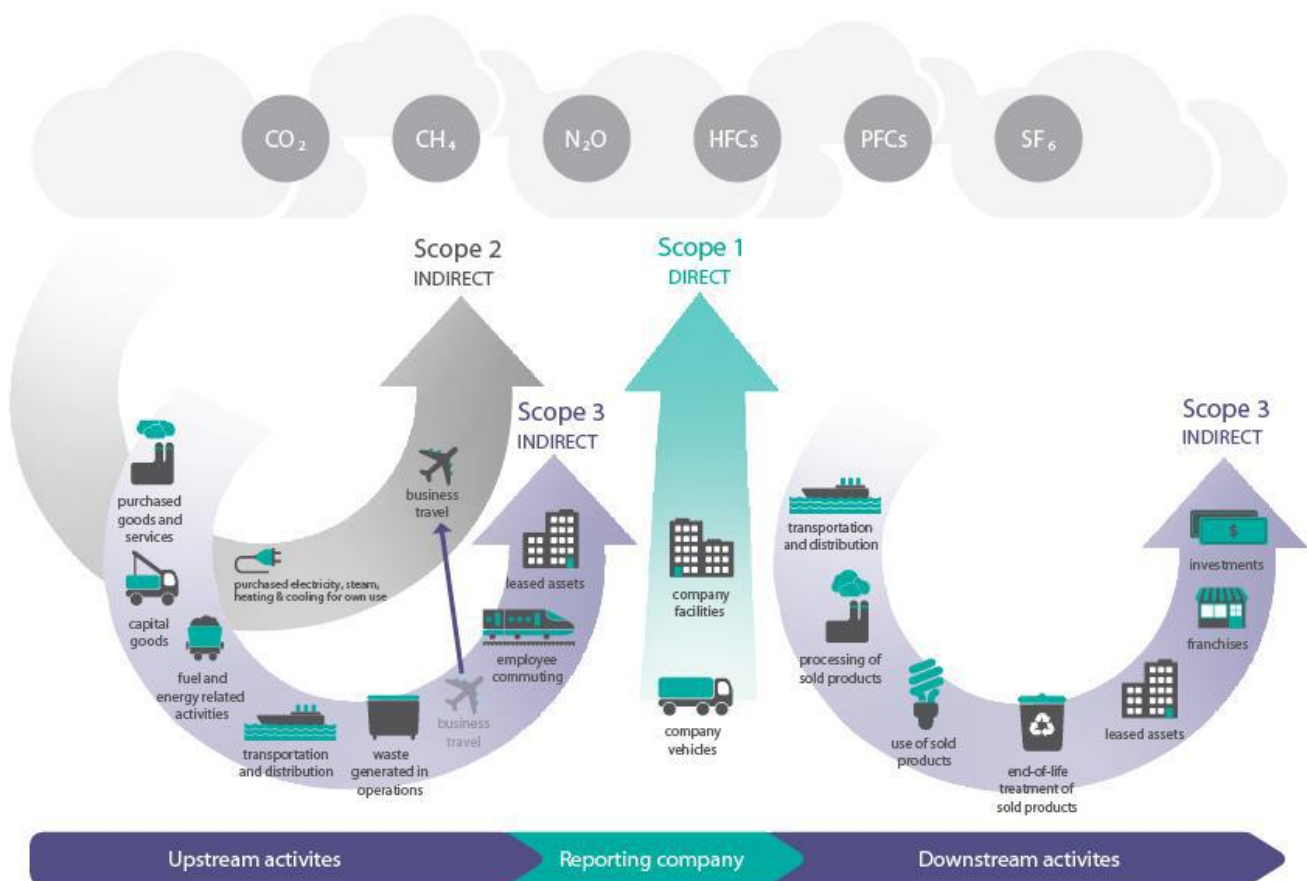 CO₂
CH₄
N₂O
HFCs
PFCs
SF₆
Scope 2
INDIRECT
Scope 1
DIRECT
Scope 3
INDIRECT
Scope 3
INDIRECT
purchased
goods and
services
capital
goods
fuel and
energy related
activities
purchased electricity, steam,
heating & cooling for own use
transportation
and distribution
waste
generated in
operations
business
travel
business
travel
employee
commuting
leased assets
company
facilities
company
vehicles
transportation
and distribution
processing of
sold products
use of sold
products
end-of-life
treatment of
sold products
leased assets
franchises
$
investments
Upstream activites
Reporting company
Downstream activites